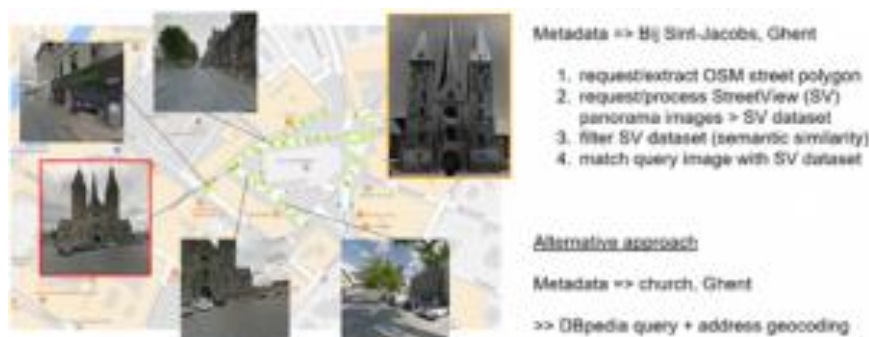 Metadata => Bij Sint-Jacobs, Ghent
1. request/extract OSM street polygon
2. request/process StreetView (SV)
panorama images > SV dataset
3. filter SV dataset (semantic similarity)
4. match query image with SV dataset
Alternative approach
Metadata => church, Ghent
>> DBpedia query + address geocoding